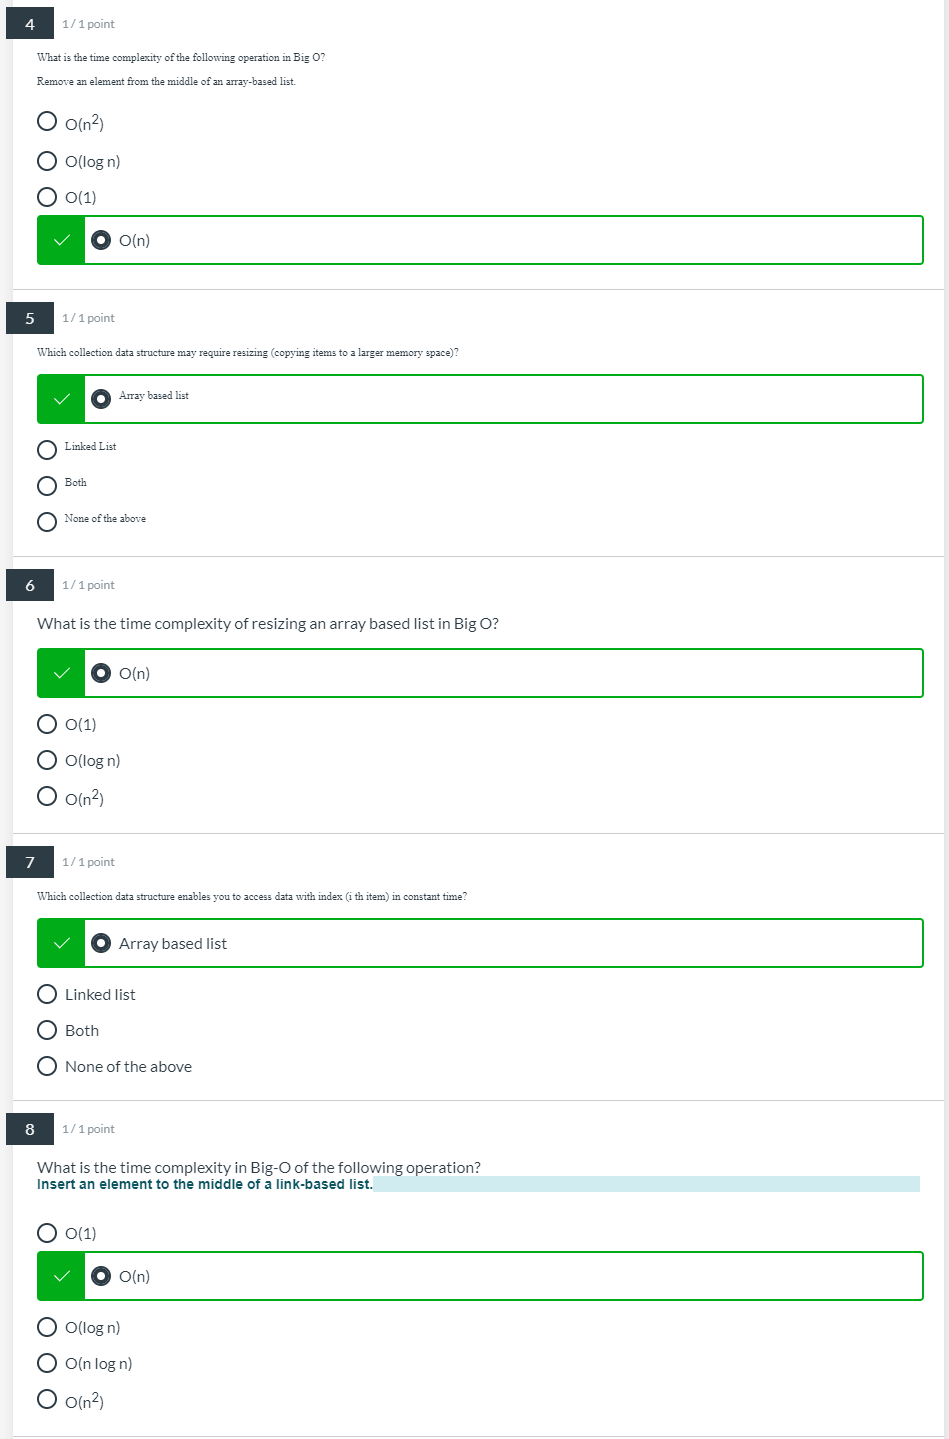 4 1 / 1 point
What is the time complexity of the following operation in Big O?
Remove an element from the middle of an array-based list.
O(n²)
O(log n)
O(1)
O(n)
5 1 / 1 point
Which collection data structure may require resizing (copying items to a larger memory space)?
Array based list
Linked List
Both
None of the above
6 1 / 1 point
What is the time complexity of resizing an array based list in Big O?
O(n)
O(1)
O(log n)
O(n²)
7 1 / 1 point
Which collection data structure enables you to access data with index (i th item) in constant time?
Array based list
Linked list
Both
None of the above
8 1 / 1 point
What is the time complexity in Big-O of the following operation?
Insert an element to the middle of a link-based list.
O(1)
O(n)
O(log n)
O(n log n)
O(n²)